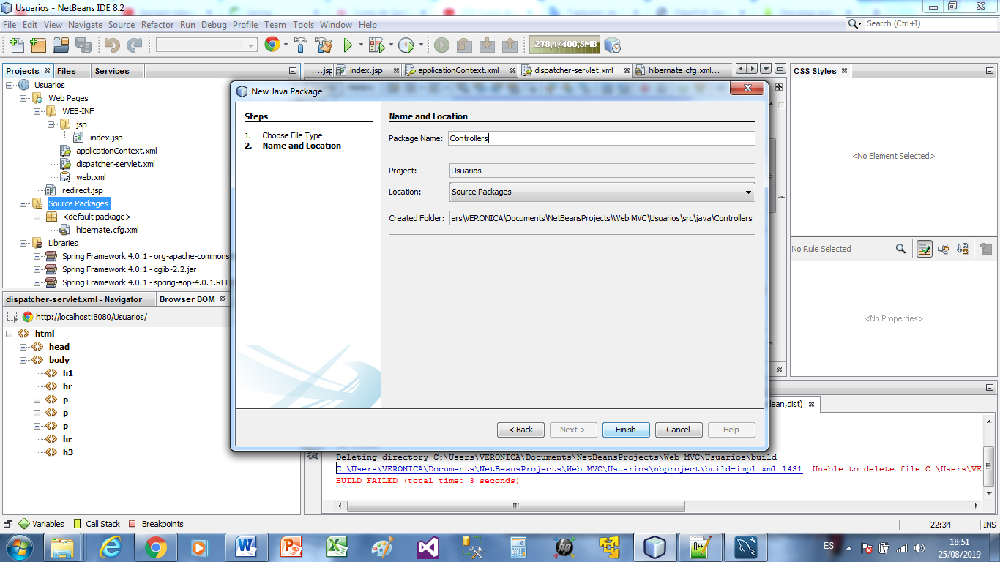 Usuarios - NetBeans IDE 8.2
File Edit View Navigate Source Refactor Run Debug Profile Team Tools Window Help
Search (Ctrl+I)
278,4/400,5MB
Projects Files Services
Usuarios
Web Pages
WEB-INF
jsp
index.jsp
applicationContext.xml
dispatcher-servlet.xml
web.xml
redirect.jsp
Source Packages
<default package>
hibernate.cfg.xml
Libraries
Spring Framework 4.0.1 - org-apache-commons
Spring Framework 4.0.1 - cglib-2.2.jar
Spring Framework 4.0.1 - spring-aop-4.0.1.REL
dispatcher-servlet.xml - Navigator Browser DOM
http://localhost:8080/Usuarios/
html
head
body
h1
hr
p
p
p
hr
h3
....jsp index.jsp applicationContext.xml dispatcher-servlet.xml hibernate.cfg.xml...
New Java Package
Steps
1. Choose File Type
2. Name and Location
Name and Location
Package Name: Controllers
Project: Usuarios
Location: Source Packages
Created Folder: ers\VERONICA\Documents\NetBeansProjects\Web MVC\Usuarios\src\java\Controllers
< Back Next > Finish Cancel Help
CSS Styles
<No Element Selected>
No Rule Selected
<No Properties>
lean,dist)
Deleting directory C:\Users\VERONICA\Documents\NetBeansProjects\Web MVC\Usuarios\build
C:\Users\VERONICA\Documents\NetBeansProjects\Web MVC\Usuarios\nbproject\build-impl.xml:1431: Unable to delete file C:\Users\VE
BUILD FAILED (total time: 3 seconds)
Variables Call Stack Breakpoints
22:34 INS
ES
18:51
25/08/2019